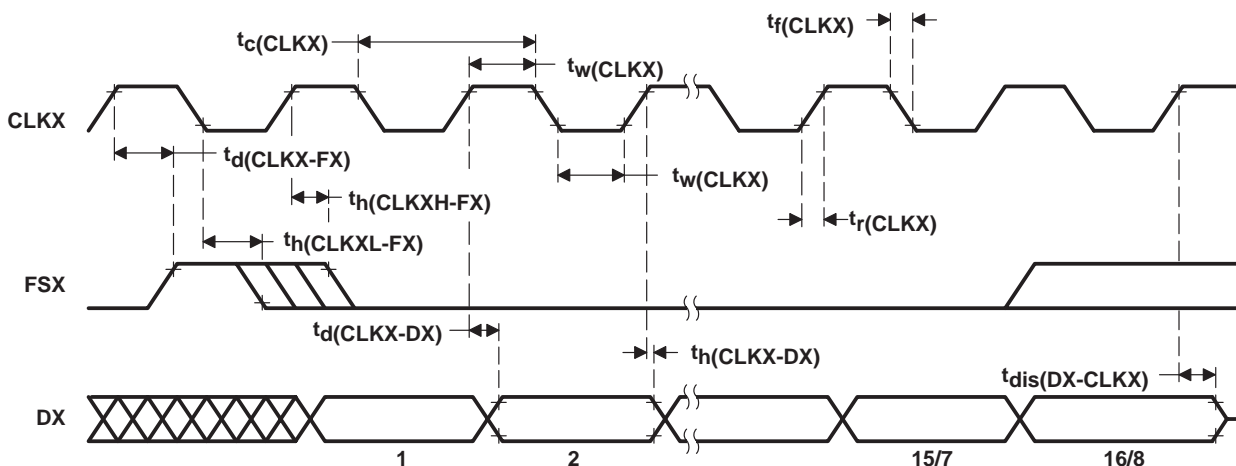 tf(CLKX)
tc(CLKX)
tw(CLKX)
CLKX
td(CLKX-FX)
tw(CLKX)
th(CLKXH-FX)
tr(CLKX)
th(CLKXL-FX)
FSX
td(CLKX-DX)
th(CLKX-DX)
tdis(DX-CLKX)
DX
1 2 15/7 16/8